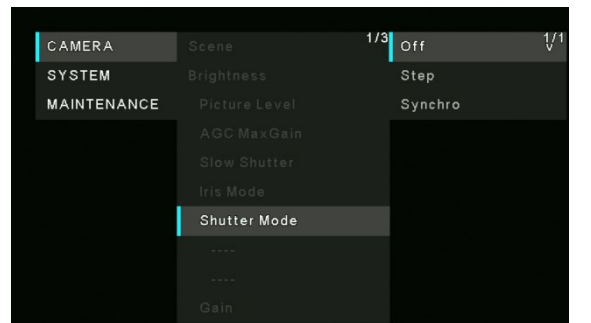 CAMERA
SYSTEM
MAINTENANCE
Scene 1/3
Brightness
Picture Level
AGC MaxGain
Slow Shutter
Iris Mode
Shutter Mode
----
----
Gain
Off 1/1
v
Step
Synchro